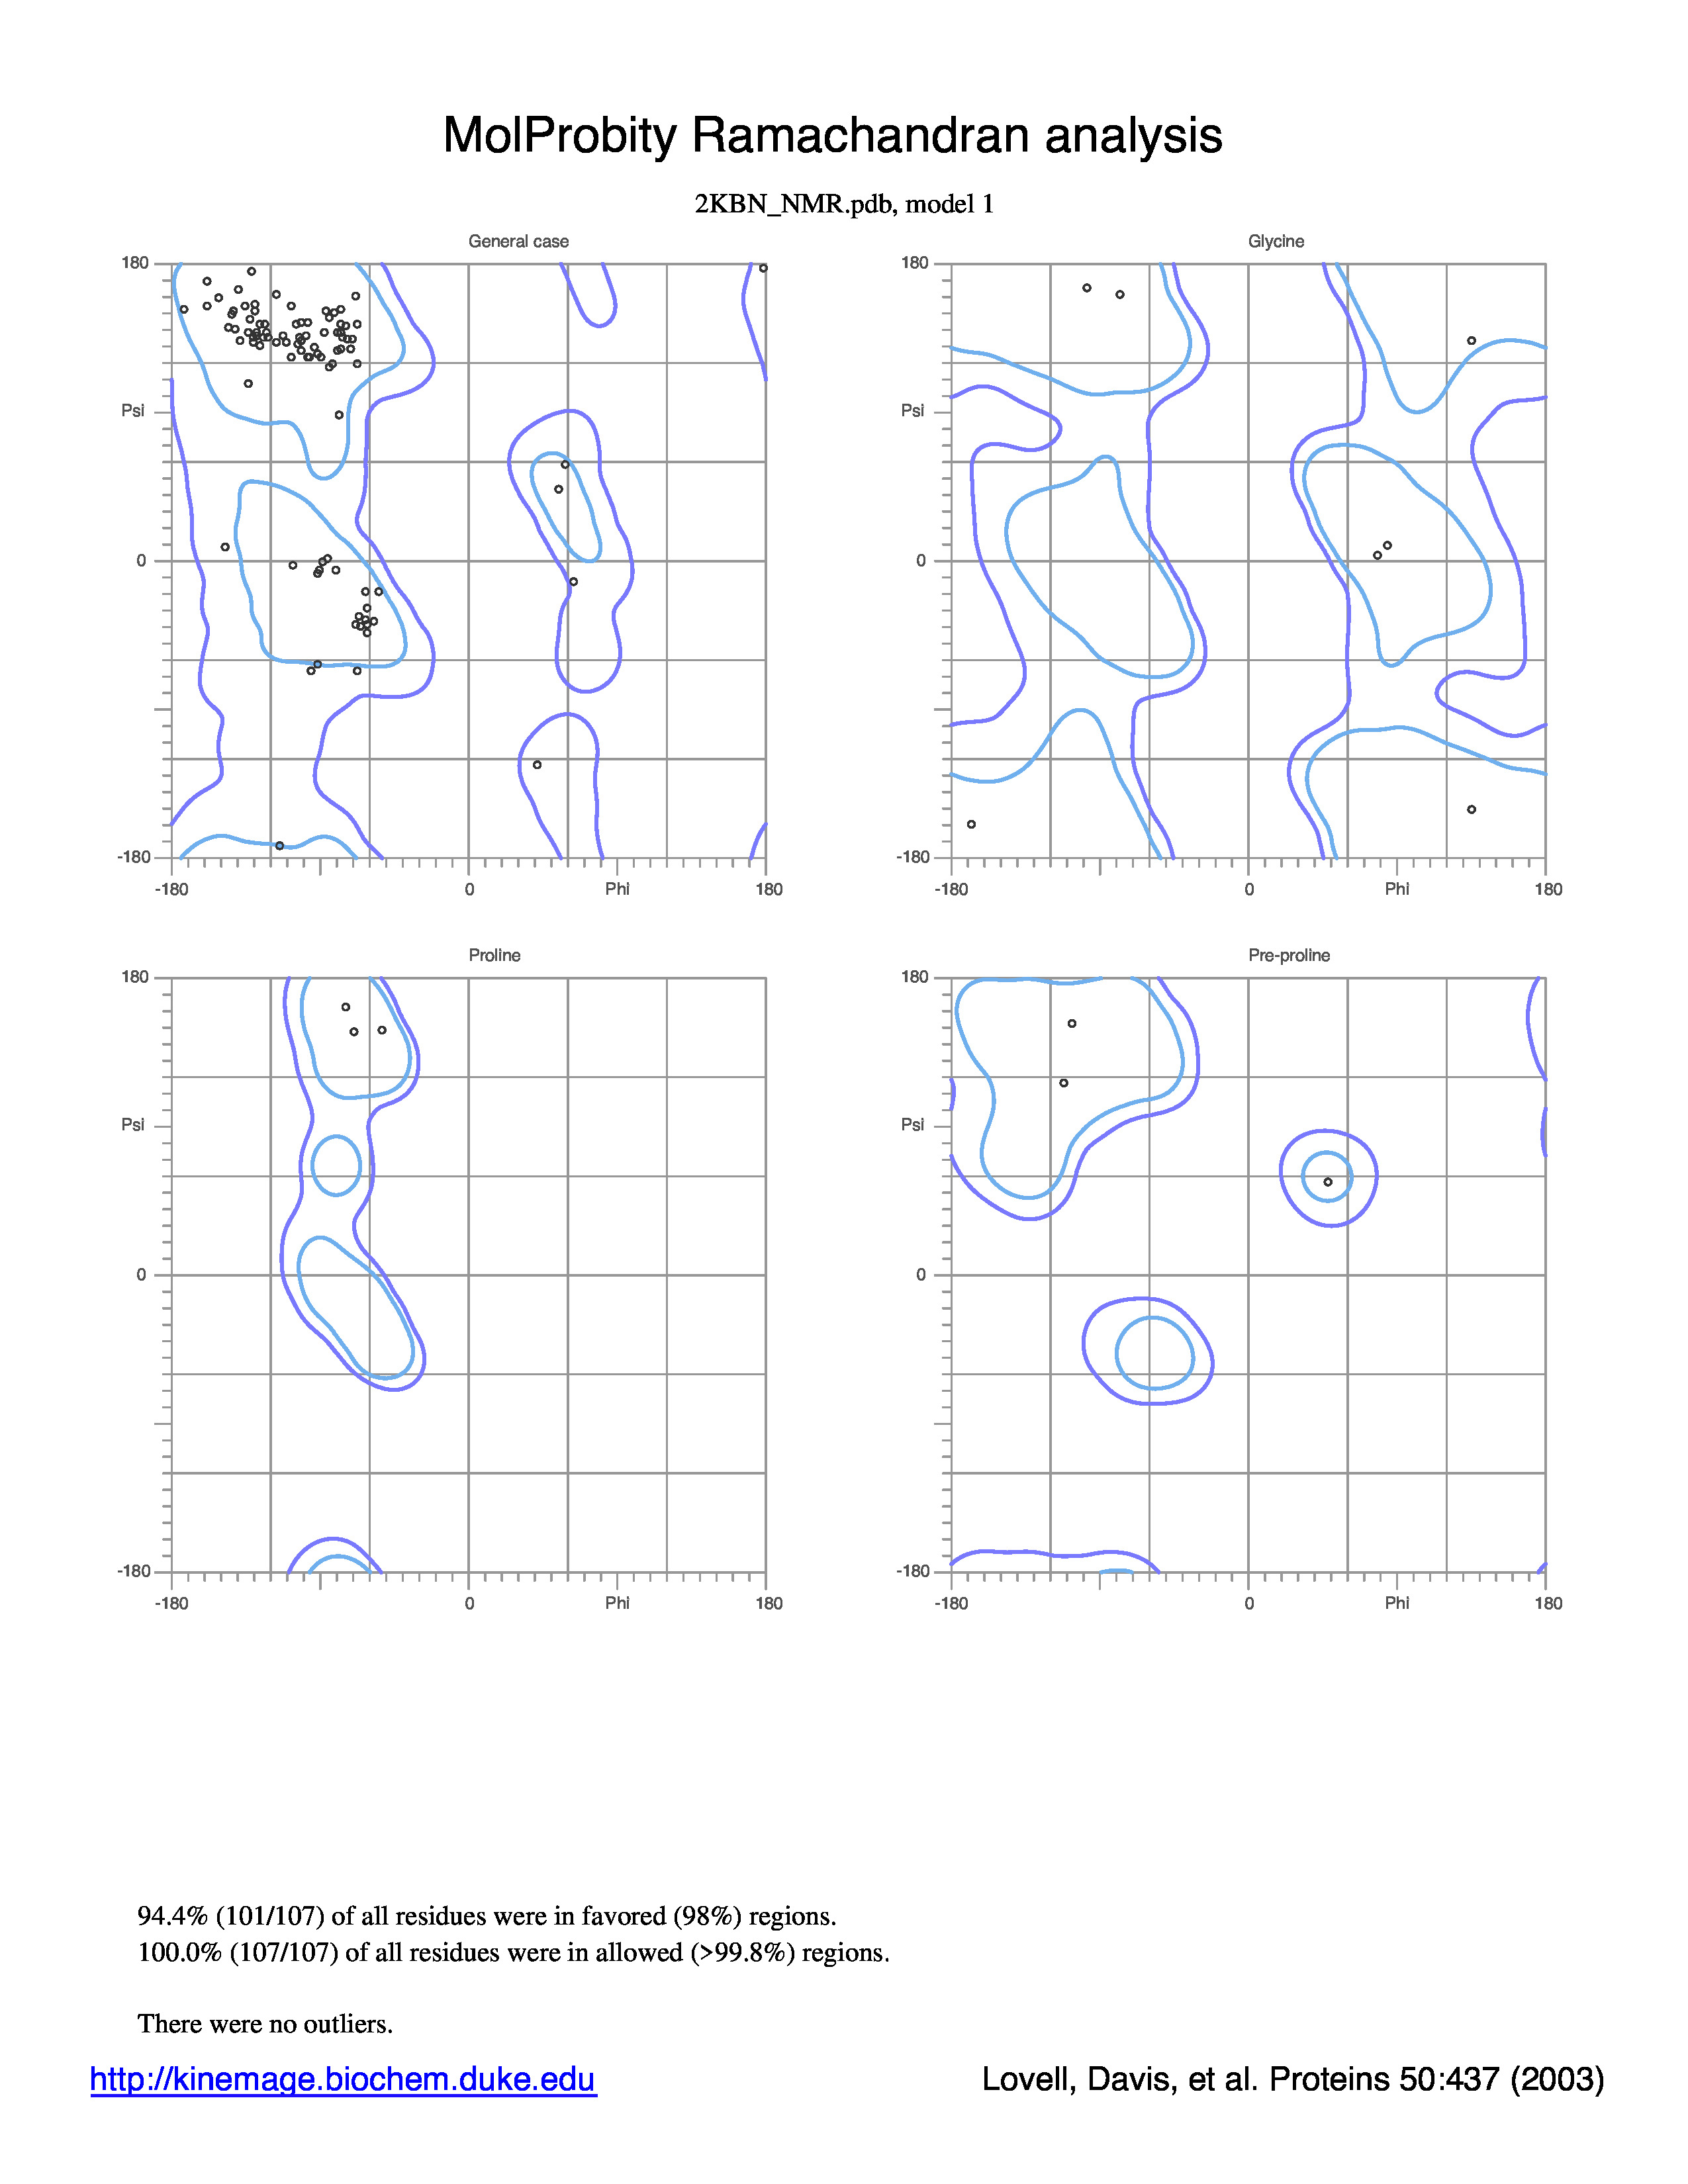 MolProbity Ramachandran analysis
2KBN_NMR.pdb, model 1
General case
Glycine
180
Psi
0
-180
-180
0
Phi
180
180
Psi
0
-180
-180
0
Phi
180
Proline
Pre-proline
180
Psi
0
-180
-180
0
Phi
180
180
Psi
0
-180
-180
0
Phi
180
94.4% (101/107) of all residues were in favored (98%) regions.
100.0% (107/107) of all residues were in allowed (>99.8%) regions.
There were no outliers.
http://kinemage.biochem.duke.edu
Lovell, Davis, et al. Proteins 50:437 (2003)